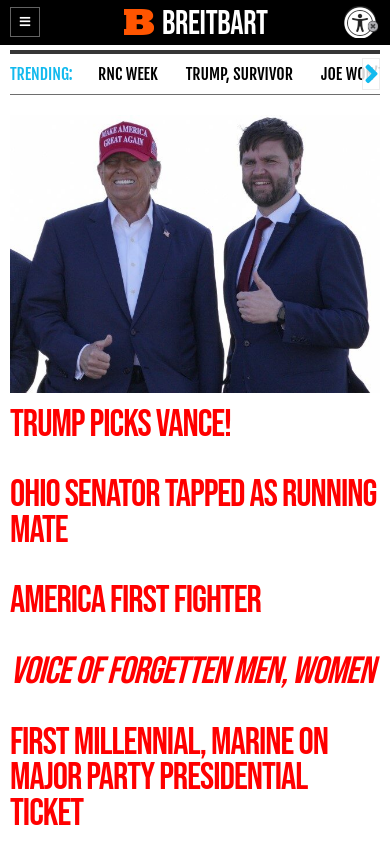 B BREITBART
TRENDING:
RNC WEEK
TRUMP, SURVIVOR
JOE
MAKE AMERICA
GREAT AGAIN
TRUMP PICKS VANCE!
OHIO SENATOR TAPPED AS RUNNING
MATE
AMERICA FIRST FIGHTER
VOICE OF FORGETTEN MEN, WOMEN
FIRST MILLENNIAL, MARINE ON
MAJOR PARTY PRESIDENTIAL
TICKET